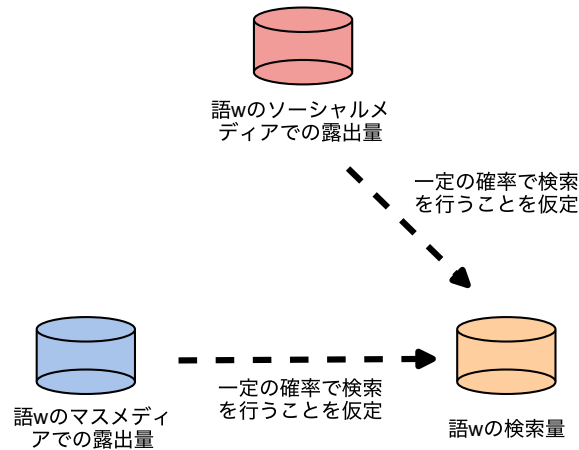 語wのソーシャルメ
ディアでの露出量
一定の確率で検索
を行うことを仮定
一定の確率で検索
を行うことを仮定
語wのマスメディ
アでの露出量
語wの検索量